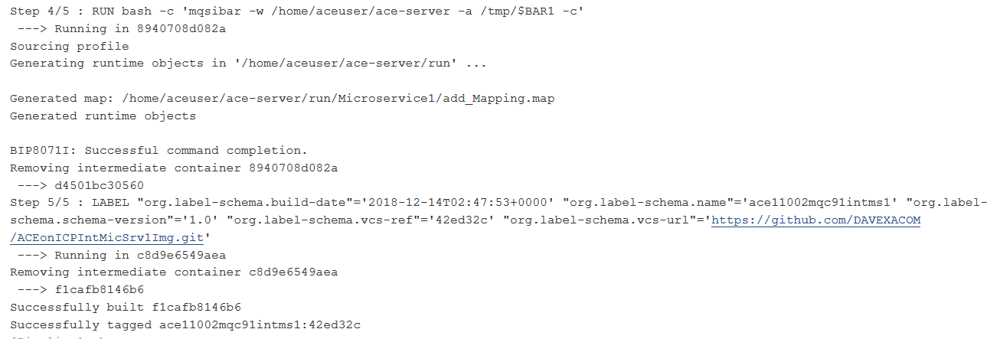 Step 4/5 : RUN bash -c 'mqsibar -w /home/aceuser/ace-server -a /tmp/$BAR1 -c'
---> Running in 8940708d082a
Sourcing profile
Generating runtime objects in '/home/aceuser/ace-server/run' ...
Generated map: /home/aceuser/ace-server/run/Microservice1/add_Mapping.map
Generated runtime objects
BIP8071I: Successful command completion.
Removing intermediate container 8940708d082a
---> d4501bc30560
Step 5/5 : LABEL "org.label-schema.build-date"='2018-12-14T02:47:53+0000' "org.label-schema.name"='ace11002mqc91intms1' "org.label-
schema.schema-version"='1.0' "org.label-schema.vcs-ref"='42ed32c' "org.label-schema.vcs-url"='https://github.com/DAVEXACOM
/ACEonICPIntMicSrv1Img.git'
---> Running in c8d9e6549aea
Removing intermediate container c8d9e6549aea
---> f1cafb8146b6
Successfully built f1cafb8146b6
Successfully tagged ace11002mqc91intms1:42ed32c